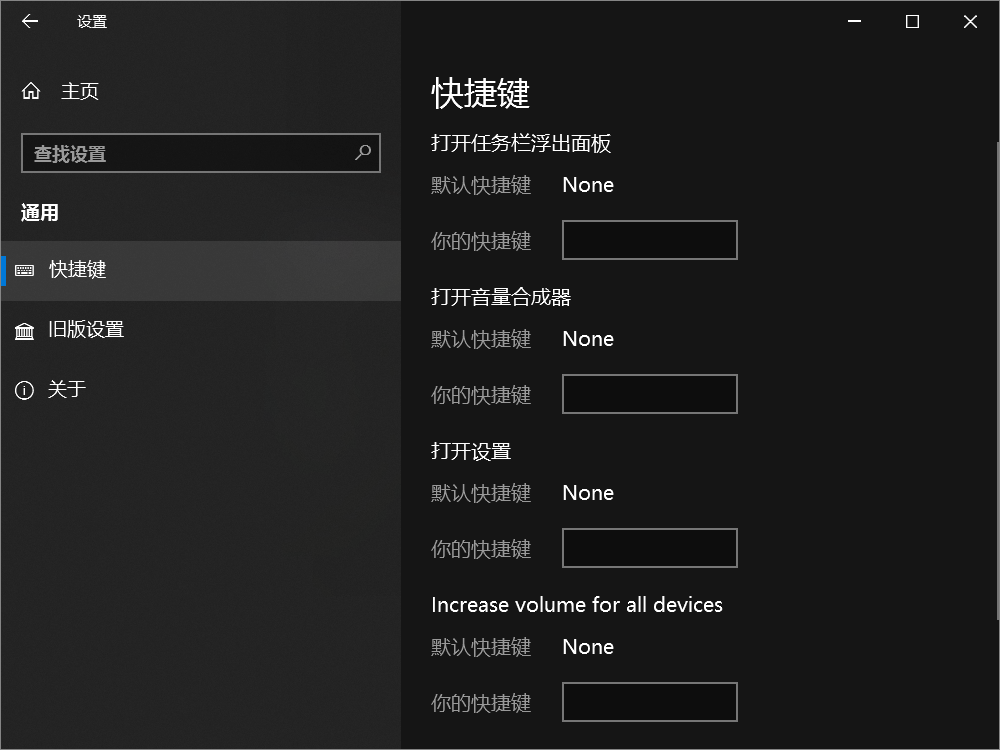 设置
主页
查找设置
通用
快捷键
旧版设置
关于
快捷键
打开任务栏浮出面板
默认快捷键 None
你的快捷键
打开音量合成器
默认快捷键 None
你的快捷键
打开设置
默认快捷键 None
你的快捷键
Increase volume for all devices
默认快捷键 None
你的快捷键